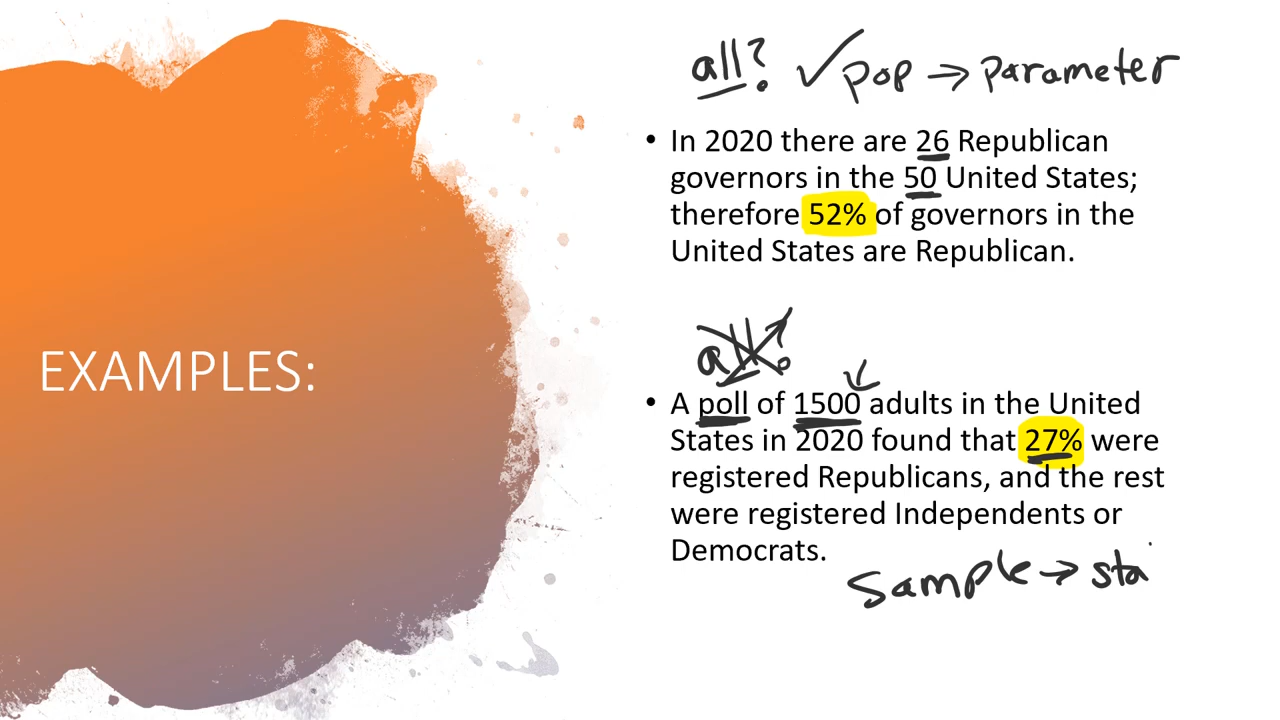 EXAMPLES:
all? ✓ pop → parameter
• In 2020 there are 26 Republican
governors in the 50 United States;
therefore 52% of governors in the
United States are Republican.
all?
• A poll of 1500 adults in the United
States in 2020 found that 27% were
registered Republicans, and the rest
were registered Independents or
Democrats.
Sample → sta